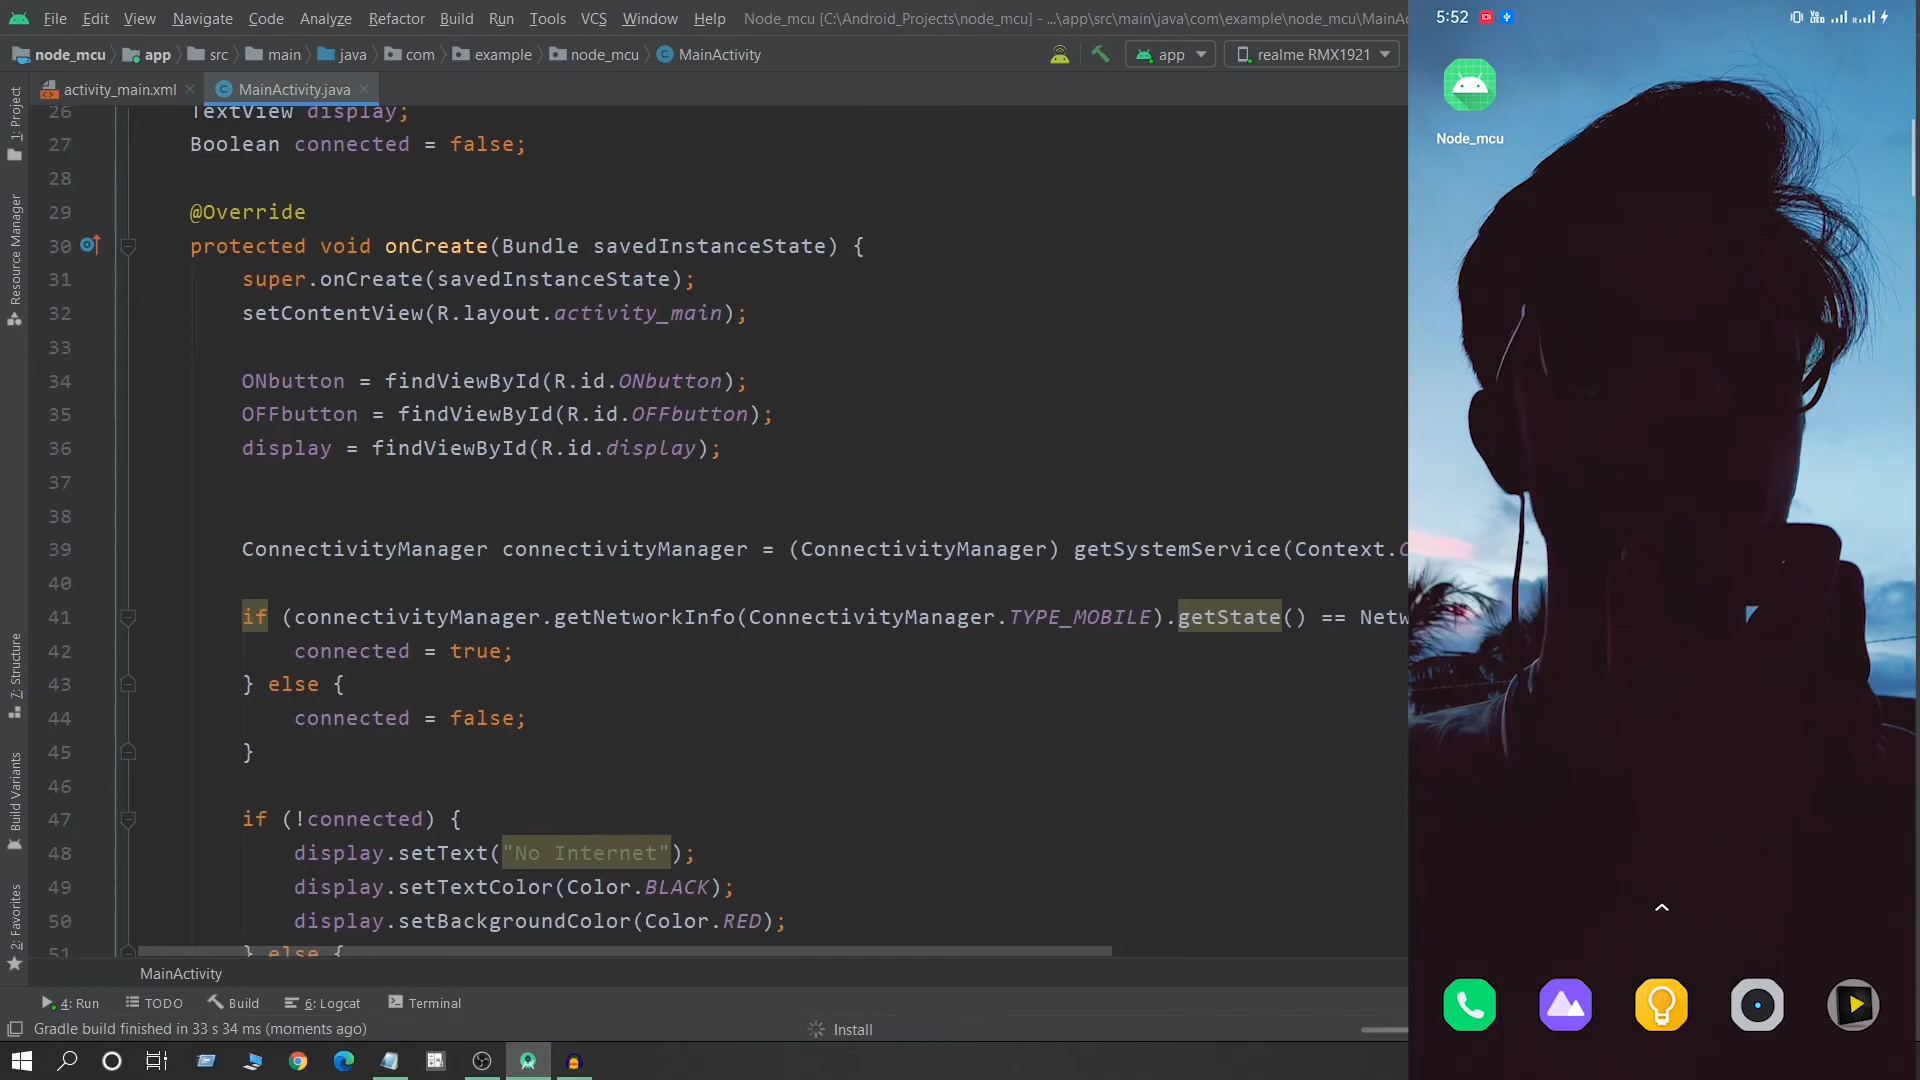 File Edit View Navigate Code Analyze Refactor Build Run Tools VCS Window Help Node_mcu [C:\Android_Projects\node_mcu] - ...\app\src\main\java\com\example\node_mcu\MainAc
node_mcu app src main java com example node_mcu MainActivity app realme RMX1921
activity_main.xml MainActivity.java
26 TextView display;
27 Boolean connected = false;
28
29 @Override
30 protected void onCreate(Bundle savedInstanceState) {
31 super.onCreate(savedInstanceState);
32 setContentView(R.layout.activity_main);
33
34 ONbutton = findViewById(R.id.ONbutton);
35 OFFbutton = findViewById(R.id.OFFbutton);
36 display = findViewById(R.id.display);
37
38
39 ConnectivityManager connectivityManager = (ConnectivityManager) getSystemService(Context.C
40
41 if (connectivityManager.getNetworkInfo(ConnectivityManager.TYPE_MOBILE).getState() == Netw
42 connected = true;
43 } else {
44 connected = false;
45 }
46
47 if (!connected) {
48 display.setText("No Internet");
49 display.setTextColor(Color.BLACK);
50 display.setBackgroundColor(Color.RED);
51 } else {
1: Project
Resource Manager
7: Structure
Build Variants
2: Favorites
MainActivity
4: Run TODO Build 6: Logcat Terminal
Gradle build finished in 33 s 34 ms (moments ago) Install
5:52
Node_mcu